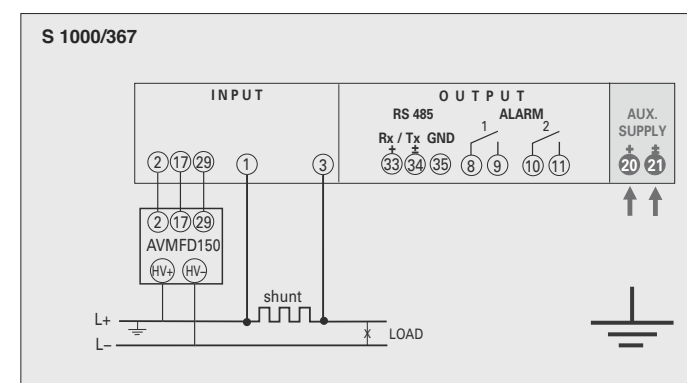 S 1000/367
INPUT
OUTPUT
RS 485
ALARM
AUX.
SUPPLY
Rx / Tx GND
1
2
+
±
+
±
2 17 29
1
3
33 34 35
8 9
10 11
20 21
2 17 29
AVMFD150
HV+ HV–
shunt
L+
x LOAD
L–